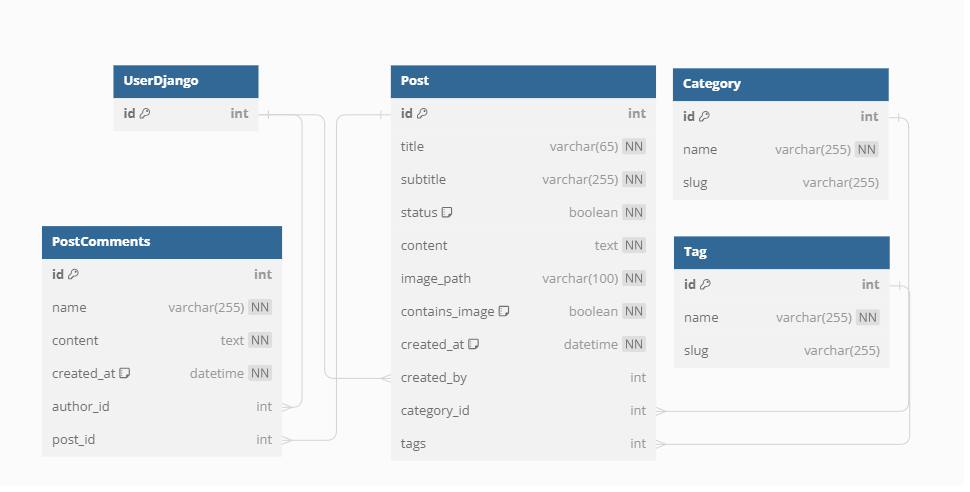 UserDjango
id int
Post
id int
title varchar(65) NN
subtitle varchar(255) NN
status boolean NN
content text NN
image_path varchar(100) NN
contains_image boolean NN
created_at datetime NN
created_by int
category_id int
tags int
Category
id int
name varchar(255) NN
slug varchar(255)
PostComments
id int
name varchar(255) NN
content text NN
created_at datetime NN
author_id int
post_id int
Tag
id int
name varchar(255) NN
slug varchar(255)